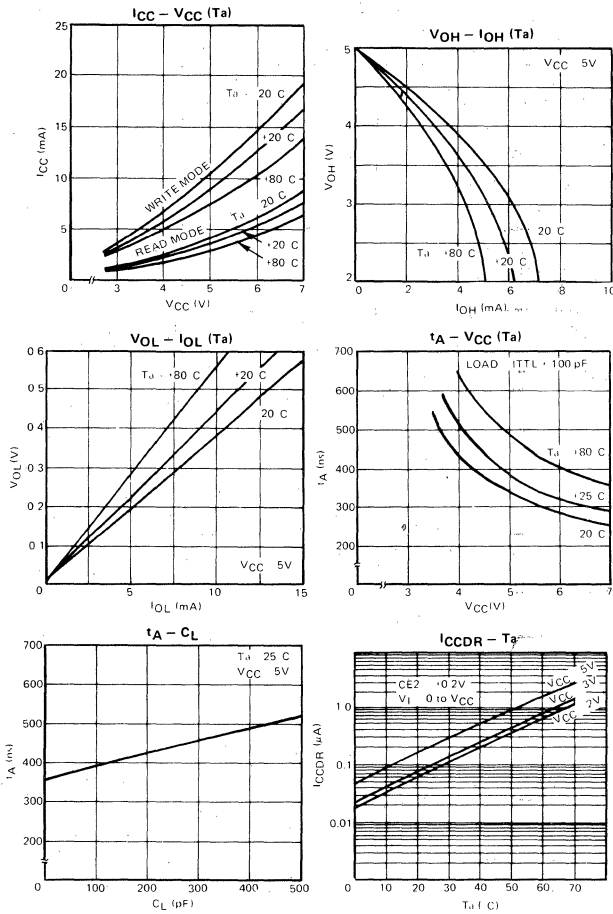 ICC – VCC (Ta)
25
20
15
10
5
0
3
4
5
6
7
ICC (mA)
VCC (V)
Ta - 20 C
+20 C
+80 C
WRITE MODE
Ta 20 C
READ MODE
+20 C
+80 C
VOH – IOH (Ta)
VCC 5V
5
4
3
2
0
2
4
6
8
10
VOH (V)
IOH (mA)
Ta +80 C
+20 C
20 C
VOL – IOL (Ta)
0 6
0 5
0 4
0 3
0 2
0 1
0
0
5
10
15
VOL (V)
IOL (mA)
Ta - +80 C
+20 C
20 C
VCC 5V
tA – VCC (Ta)
LOAD ITTL + 100 pF
700
600
500
400
300
200
0
3
4
5
6
7
tA (ns)
VCC(V)
Ta +80 C
+25 C
20 C
tA – CL
Ta 25 C
VCC 5V
700
600
500
400
300
200
0
0
100
200
300
400
500
tA (ns)
CL (pF)
ICCDR – Ta
CE2 +0 2V
VI 0 to VCC
VCC 5V
VCC 3V
VCC 2V
1.0
0.1
0.01
0
10
20
30
40
50
60
70
80
ICCDR (μA)
Ta ( C)